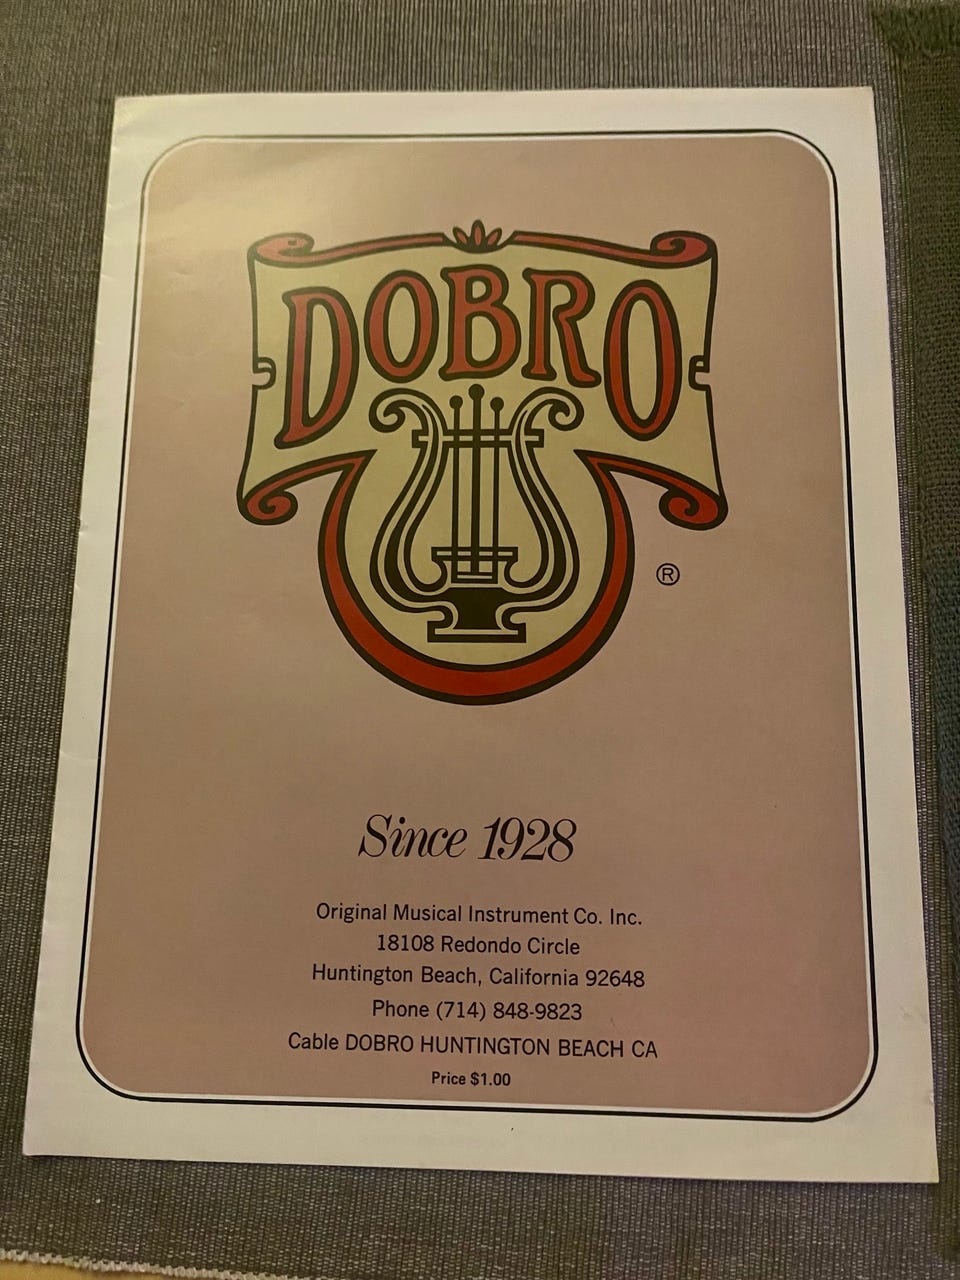 DOBRO
®
Since 1928
Original Musical Instrument Co. Inc.
18108 Redondo Circle
Huntington Beach, California 92648
Phone (714) 848-9823
Cable DOBRO HUNTINGTON BEACH CA
Price $1.00